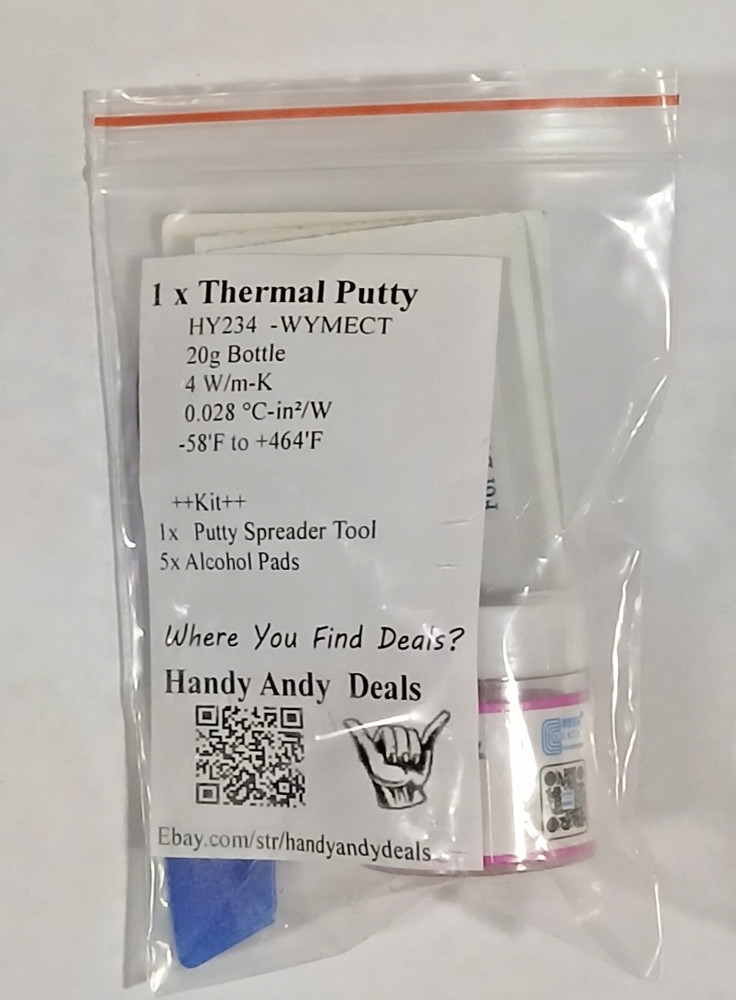 1 x Thermal Putty
HY234 -WYMECT
20g Bottle
4 W/m-K
0.028 °C-in²/W
-58'F to +464'F
++Kit++
1x Putty Spreader Tool
5x Alcohol Pads
Where You Find Deals?
Handy Andy Deals
Ebay.com/str/handyandydeals